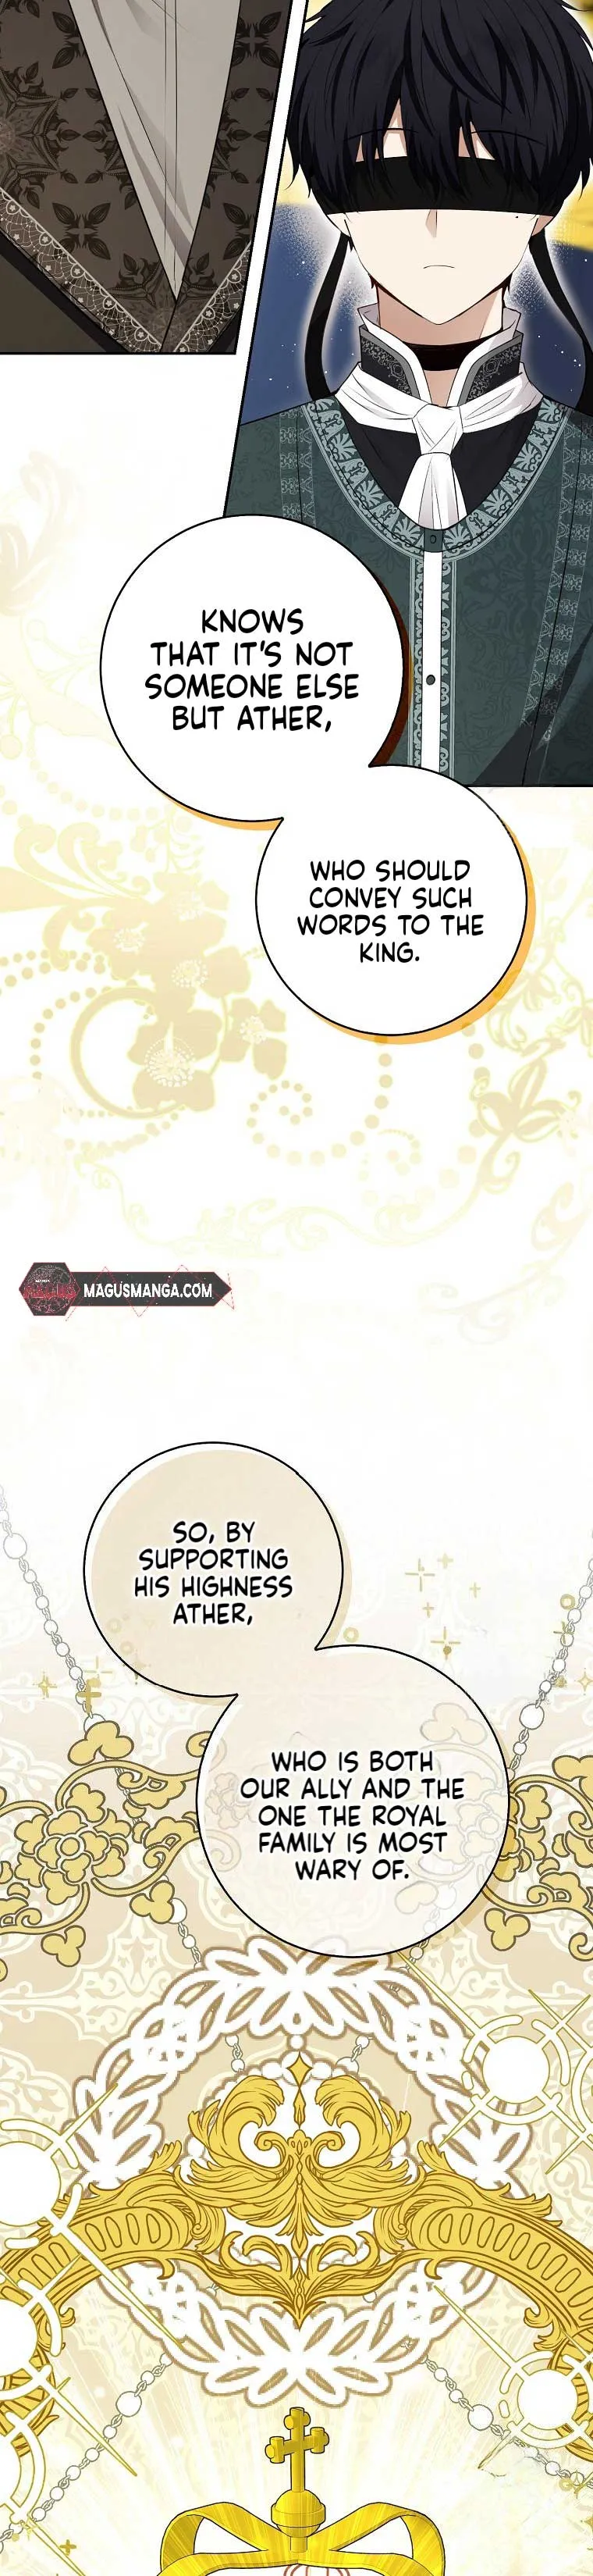 KNOWS
THAT IT'S NOT
SOMEONE ELSE
BUT ATHER,
WHO SHOULD
CONVEY SUCH
WORDS TO THE
KING.
MAGUSMANGA.COM
SO, BY
SUPPORTING
HIS HIGHNESS
ATHER,
WHO IS BOTH
OUR ALLY AND THE
ONE THE ROYAL
FAMILY IS MOST
WARY OF.